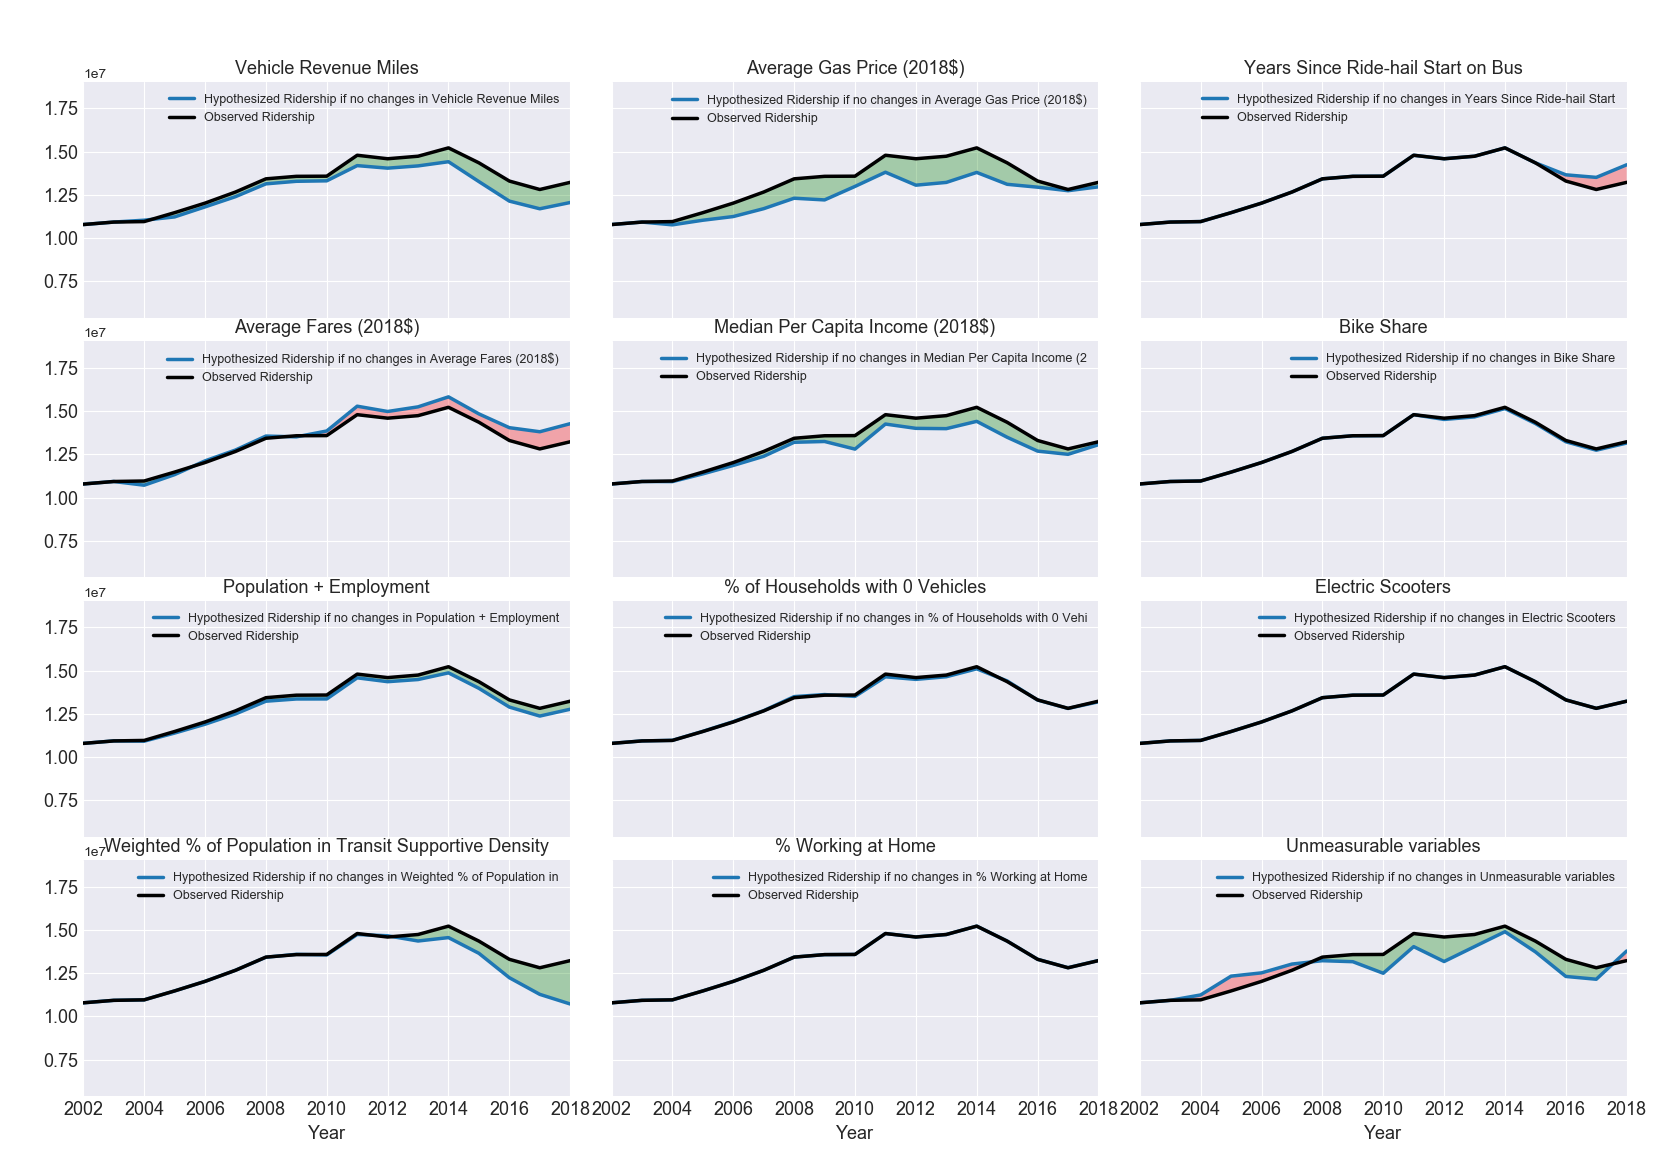 Vehicle Revenue Miles
1e7
Hypothesized Ridership if no changes in Vehicle Revenue Miles
Observed Ridership
1.75
1.50
1.25
1.00
0.75
Average Gas Price (2018$)
Hypothesized Ridership if no changes in Average Gas Price (2018$)
Observed Ridership
Years Since Ride-hail Start on Bus
Hypothesized Ridership if no changes in Years Since Ride-hail Start
Observed Ridership
Average Fares (2018$)
1e7
Hypothesized Ridership if no changes in Average Fares (2018$)
Observed Ridership
1.75
1.50
1.25
1.00
0.75
Median Per Capita Income (2018$)
Hypothesized Ridership if no changes in Median Per Capita Income (2
Observed Ridership
Bike Share
Hypothesized Ridership if no changes in Bike Share
Observed Ridership
Population + Employment
1e7
Hypothesized Ridership if no changes in Population + Employment
Observed Ridership
1.75
1.50
1.25
1.00
0.75
% of Households with 0 Vehicles
Hypothesized Ridership if no changes in % of Households with 0 Vehi
Observed Ridership
Electric Scooters
Hypothesized Ridership if no changes in Electric Scooters
Observed Ridership
Weighted % of Population in Transit Supportive Density
1e7
Hypothesized Ridership if no changes in Weighted % of Population in
Observed Ridership
1.75
1.50
1.25
1.00
0.75
2002 2004 2006 2008 2010 2012 2014 2016 2018
Year
% Working at Home
Hypothesized Ridership if no changes in % Working at Home
Observed Ridership
2002 2004 2006 2008 2010 2012 2014 2016 2018
Year
Unmeasurable variables
Hypothesized Ridership if no changes in Unmeasurable variables
Observed Ridership
2002 2004 2006 2008 2010 2012 2014 2016 2018
Year